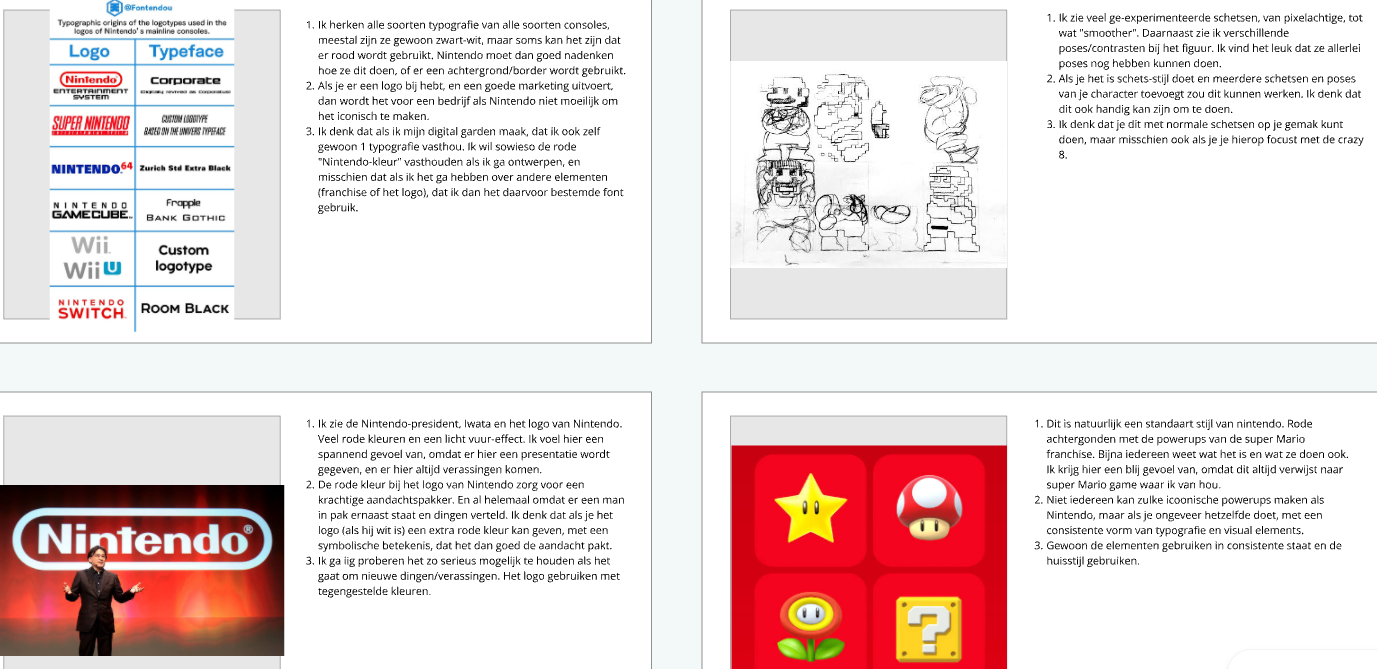 @Fontendou
Typographic origins of the logotypes used in the
logos of Nintendo's mainline consoles.
Logo Typeface
Nintendo®
ENTERTAINMENT
SYSTEM
Corporate
SUPER NINTENDO
CUSTOM LOGOTYPE
BASED ON THE UNIVERS TYPEFACE
NINTENDO64
Zurich Std Extra Black
NINTENDO
GAMECUBE
Frapple
BANK GOTHIC
Wii
Wii U
Custom
logotype
NINTENDO
SWITCH
ROOM BLACK
1. Ik herken alle soorten typografie van alle soorten consoles,
meestal zijn ze gewoon zwart-wit, maar soms kan het zijn dat
er rood wordt gebruikt. Nintendo moet dan goed nadenken
hoe ze dit doen, of er een achtergrond/border wordt gebruikt.
2. Als je er een logo bij hebt, en een goede marketing uitvoert,
dan wordt het voor een bedrijf als Nintendo niet moeilijk om
het iconisch te maken.
3. Ik denk dat als ik mijn digital garden maak, dat ik ook zelf
gewoon 1 typografie vasthou. Ik wil sowieso de rode
"Nintendo-kleur" vasthouden als ik ga ontwerpen, en
misschien dat als ik het ga hebben over andere elementen
(franchise of het logo), dat ik dan het daarvoor bestemde font
gebruik.
1. Ik zie veel ge-experimenteerde schetsen, van pixelachtige, tot
wat "smoother". Daarnaast zie ik verschillende
poses/contrasten bij het figuur. Ik vind het leuk dat ze allerlei
poses nog hebben kunnen doen.
2. Als je het is schets-stijl doet en meerdere schetsen en poses
van je character toevoegt zou dit kunnen werken. Ik denk dat
dit ook handig kan zijn om te doen.
3. Ik denk dat je dit met normale schetsen op je gemak kunt
doen, maar misschien ook als je je hierop focust met de crazy
8.
Nintendo®
1. Ik zie de Nintendo-president, Iwata en het logo van Nintendo.
Veel rode kleuren en een licht vuur-effect. Ik voel hier een
spannend gevoel van, omdat er hier een presentatie wordt
gegeven, en er hier altijd verassingen komen.
2. De rode kleur bij het logo van Nintendo zorg voor een
krachtige aandachtspakker. En al helemaal omdat er een man
in pak ernaast staat en dingen verteld. Ik denk dat als je het
logo (als hij wit is) een extra rode kleur kan geven, met een
symbolische betekenis, dat het dan goed de aandacht pakt.
3. Ik ga iig proberen het zo serieus mogelijk te houden als het
gaat om nieuwe dingen/verassingen. Het logo gebruiken met
tegengestelde kleuren.
1. Dit is natuurlijk een standaart stijl van nintendo. Rode
achtergonden met de powerups van de super Mario
franchise. Bijna iedereen weet wat het is en wat ze doen ook.
Ik krijg hier een blij gevoel van, omdat dit altijd verwijst naar
super Mario game waar ik van hou.
2. Niet iedereen kan zulke icoonische powerups maken als
Nintendo, maar als je ongeveer hetzelfde doet, met een
consistente vorm van typografie en visual elements.
3. Gewoon de elementen gebruiken in consistente staat en de
huisstijl gebruiken.
?